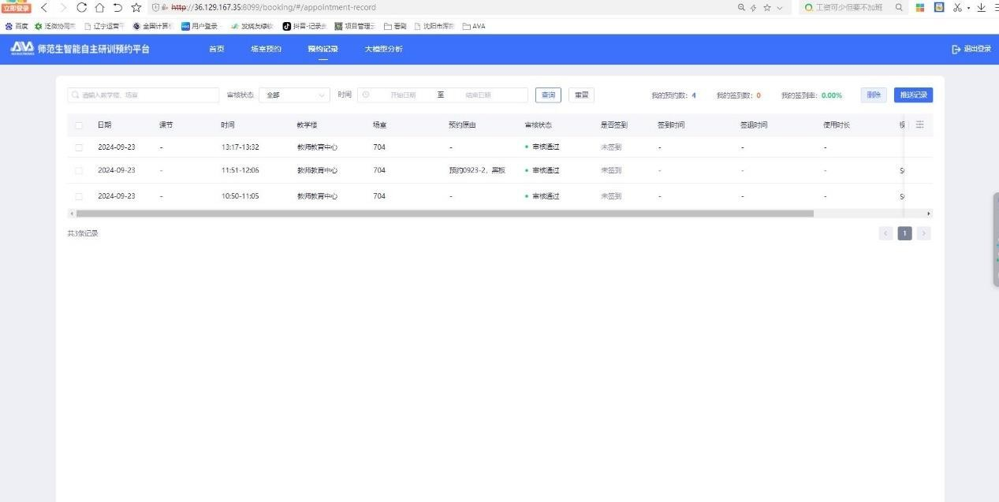 立即登录
http://36.129.167.35:8099/booking/#/appointment-record
工资可少但要不加班
百度 泛微协同 辽宁运营 全国计算 用户登录 发烧友绿软 抖音-记录 项目管理 看剧 沈阳市浑南 AVA
AVA 师范生智能自主研训预约平台 首页 场室预约 预约记录 大模型分析 退出登录
请输入教学楼、场室 审核状态 全部 时间 开始日期 至 结束日期 查询 重置 我的预约数: 4 我的签到数: 0 我的签到率: 0.00% 删除 推送记录
日期 课节 时间 教学楼 场室 预约原由 审核状态 是否签到 签到时间 签退时间 使用时长
2024-09-23 - 13:17-13:32 教师教育中心 704 - 审核通过 未签到 - - -
2024-09-23 - 11:51-12:06 教师教育中心 704 预约0923-2，黑板 审核通过 未签到 - - -
2024-09-23 - 10:50-11:05 教师教育中心 704 - 审核通过 未签到 - - -
共3条记录
1